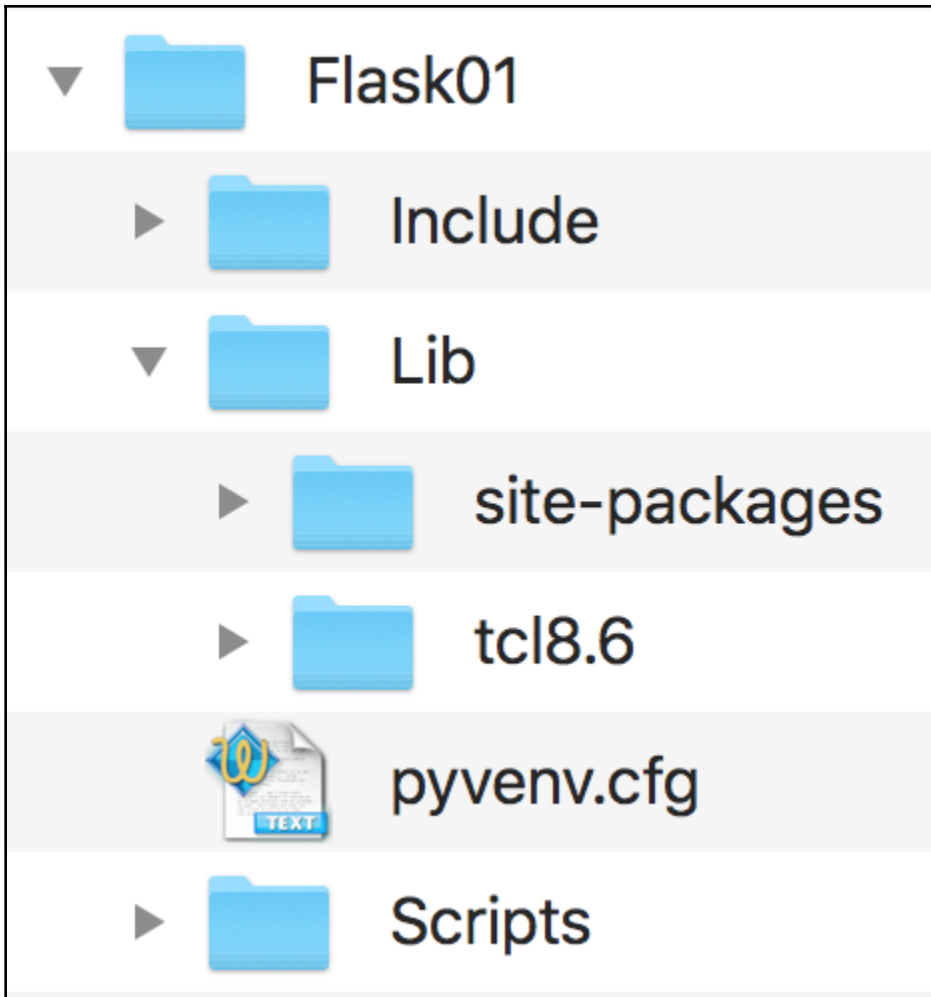 Flask01
Include
Lib
site-packages
tcl8.6
W
TEXT
pyvenv.cfg
Scripts